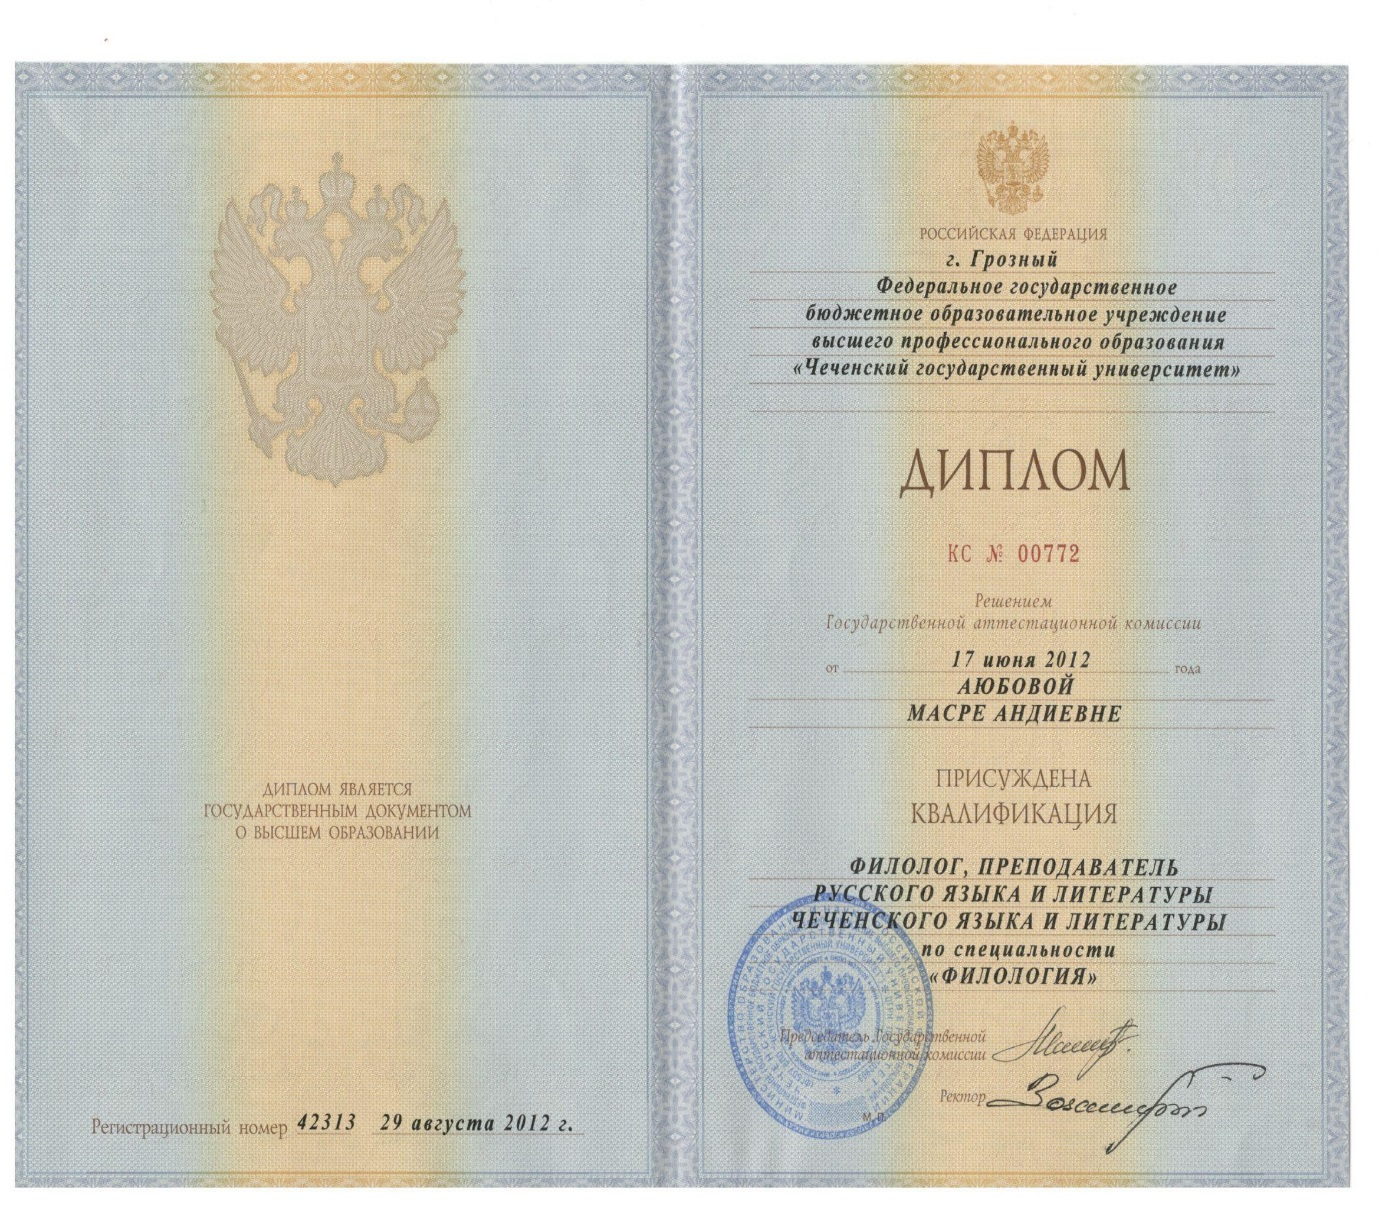 ДИПЛОМ ЯВЛЯЕТСЯ
ГОСУДАРСТВЕННЫМ ДОКУМЕНТОМ
О ВЫСШЕМ ОБРАЗОВАНИИ
Регистрационный номер 42313 29 августа 2012 г.
РОССИЙСКАЯ ФЕДЕРАЦИЯ
г. Грозный
Федеральное государственное
бюджетное образовательное учреждение
высшего профессионального образования
«Чеченский государственный университет»
ДИПЛОМ
КС № 00772
Решением
Государственной аттестационной комиссии
от 17 июня 2012 года
АЮБОВОЙ
МАСРЕ АНДИЕВНЕ
ПРИСУЖДЕНА
КВАЛИФИКАЦИЯ
ФИЛОЛОГ, ПРЕПОДАВАТЕЛЬ
РУССКОГО ЯЗЫКА И ЛИТЕРАТУРЫ
ЧЕЧЕНСКОГО ЯЗЫКА И ЛИТЕРАТУРЫ
по специальности
«ФИЛОЛОГИЯ»
Председатель Государственной
аттестационной комиссии
Ректор
М.П.